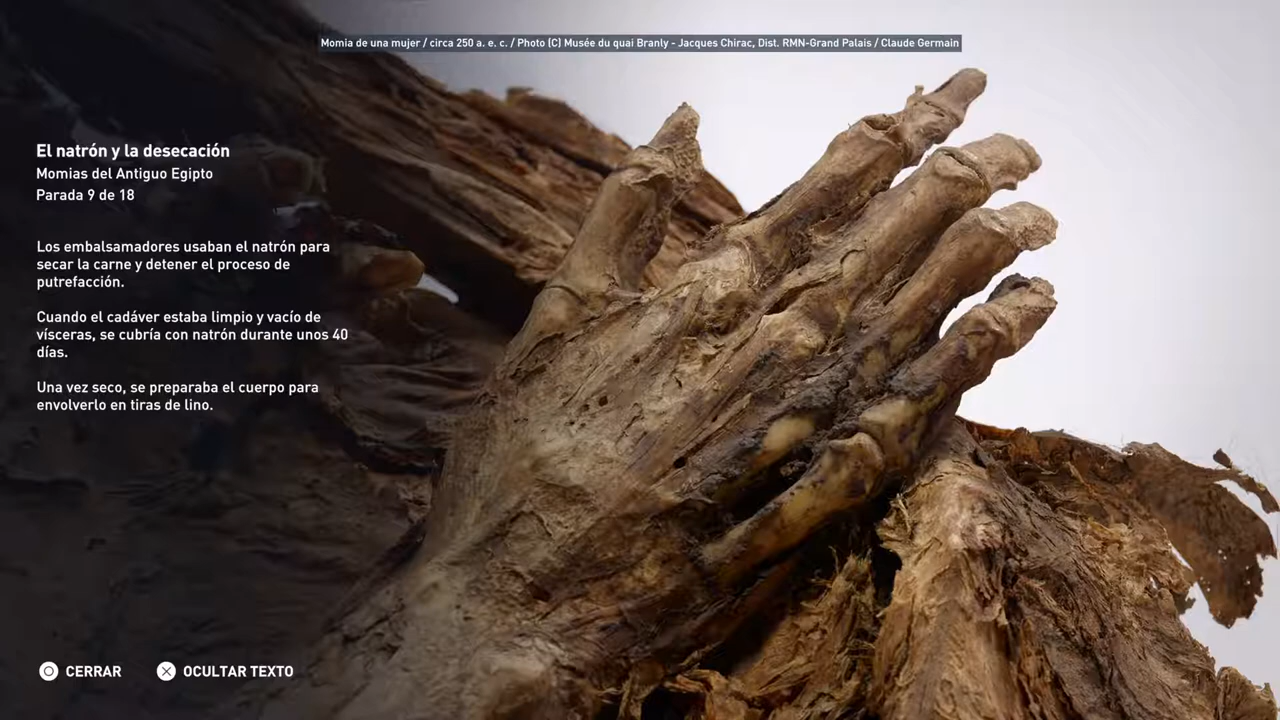 Momia de una mujer / circa 250 a. e. c. / Photo (C) Musée du quai Branly - Jacques Chirac, Dist. RMN-Grand Palais / Claude Germain
El natrón y la desecación
Momias del Antiguo Egipto
Parada 9 de 18
Los embalsamadores usaban el natrón para
secar la carne y detener el proceso de
putrefacción.
Cuando el cadáver estaba limpio y vacío de
vísceras, se cubría con natrón durante unos 40
días.
Una vez seco, se preparaba el cuerpo para
envolverlo en tiras de lino.
CERRAR
OCULTAR TEXTO